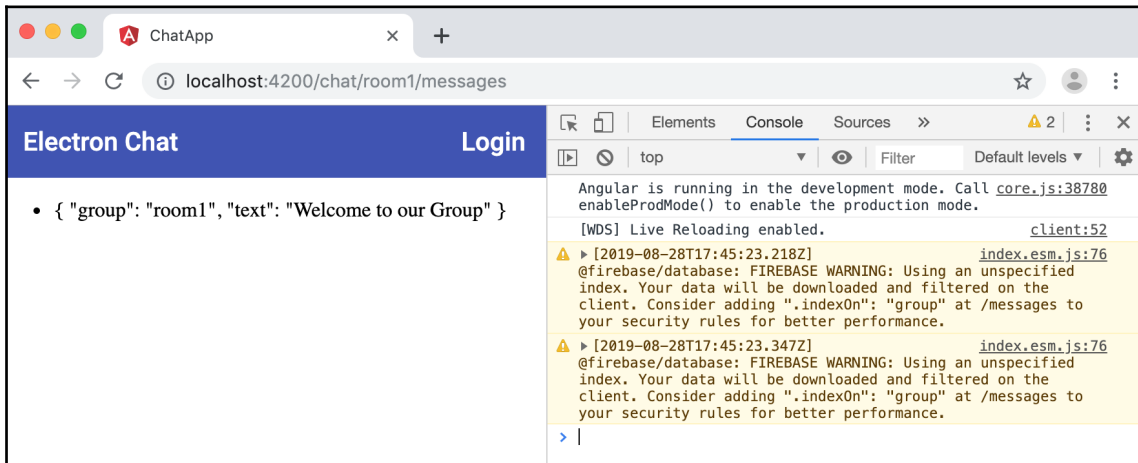 ChatApp
localhost:4200/chat/room1/messages
Electron Chat Login
• { "group": "room1", "text": "Welcome to our Group" }
Elements Console Sources » 2
top Filter Default levels ▼
Angular is running in the development mode. Call core.js:38780
enableProdMode() to enable the production mode.
[WDS] Live Reloading enabled. client:52
[2019-08-28T17:45:23.218Z] index.esm.js:76
@firebase/database: FIREBASE WARNING: Using an unspecified
index. Your data will be downloaded and filtered on the
client. Consider adding ".indexOn": "group" at /messages to
your security rules for better performance.
[2019-08-28T17:45:23.347Z] index.esm.js:76
@firebase/database: FIREBASE WARNING: Using an unspecified
index. Your data will be downloaded and filtered on the
client. Consider adding ".indexOn": "group" at /messages to
your security rules for better performance.